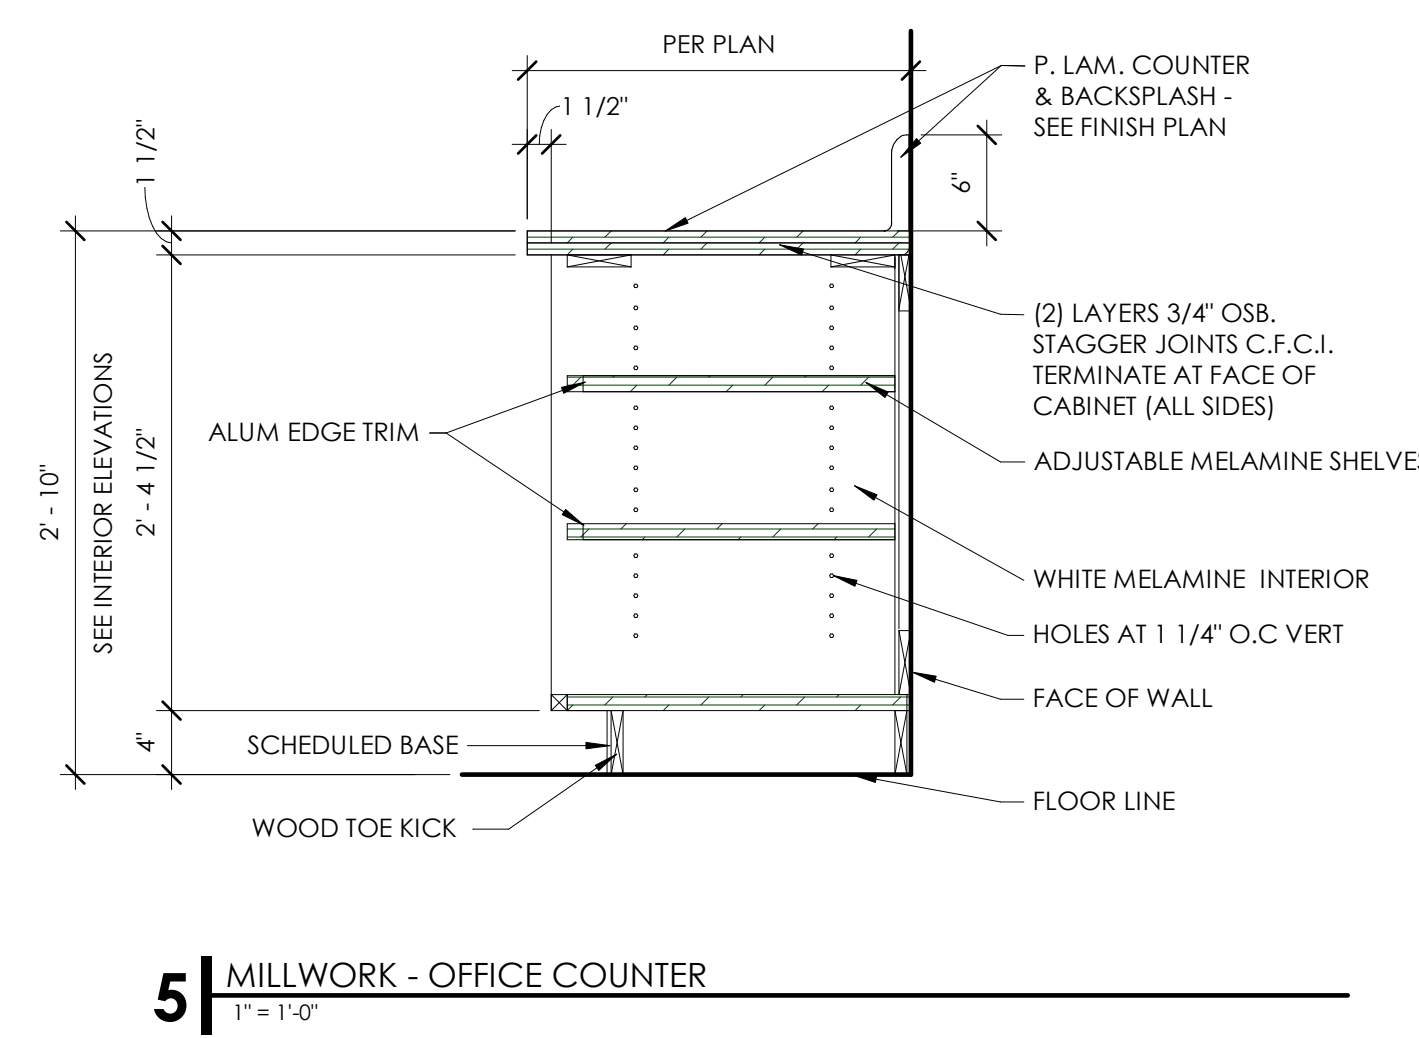 PER PLAN
P. LAM. COUNTER
& BACKSPLASH -
SEE FINISH PLAN
1 1/2"
1 1/2"
6"
(2) LAYERS 3/4" OSB.
STAGGER JOINTS C.F.C.I.
TERMINATE AT FACE OF
CABINET (ALL SIDES)
ALUM EDGE TRIM
ADJUSTABLE MELAMINE SHELVES
2' - 10"
SEE INTERIOR ELEVATIONS
2' - 4 1/2"
WHITE MELAMINE INTERIOR
HOLES AT 1 1/4" O.C VERT
FACE OF WALL
4"
SCHEDULED BASE
FLOOR LINE
WOOD TOE KICK
5
MILLWORK - OFFICE COUNTER
1" = 1'-0"